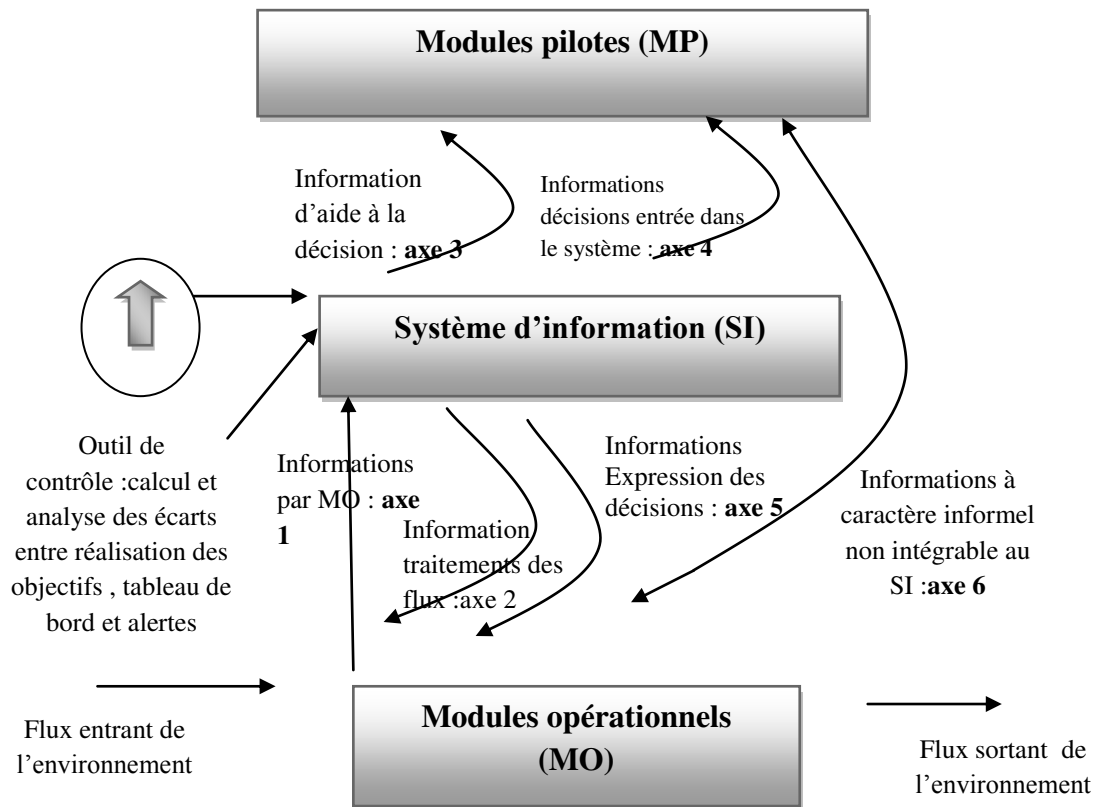 Modules pilotes (MP)
Information
d’aide à la
décision : axe 3
Informations
décisions entrée dans
le système : axe 4
Système d’information (SI)
Outil de
contrôle :calcul et
analyse des écarts
entre réalisation des
objectifs , tableau de
bord et alertes
Informations
par MO : axe
1
Information
traitements des
flux :axe 2
Informations
Expression des
décisions : axe 5
Informations à
caractère informel
non intégrable au
SI :axe 6
Flux entrant de
l’environnement
Modules opérationnels
(MO)
Flux sortant de
l’environnement